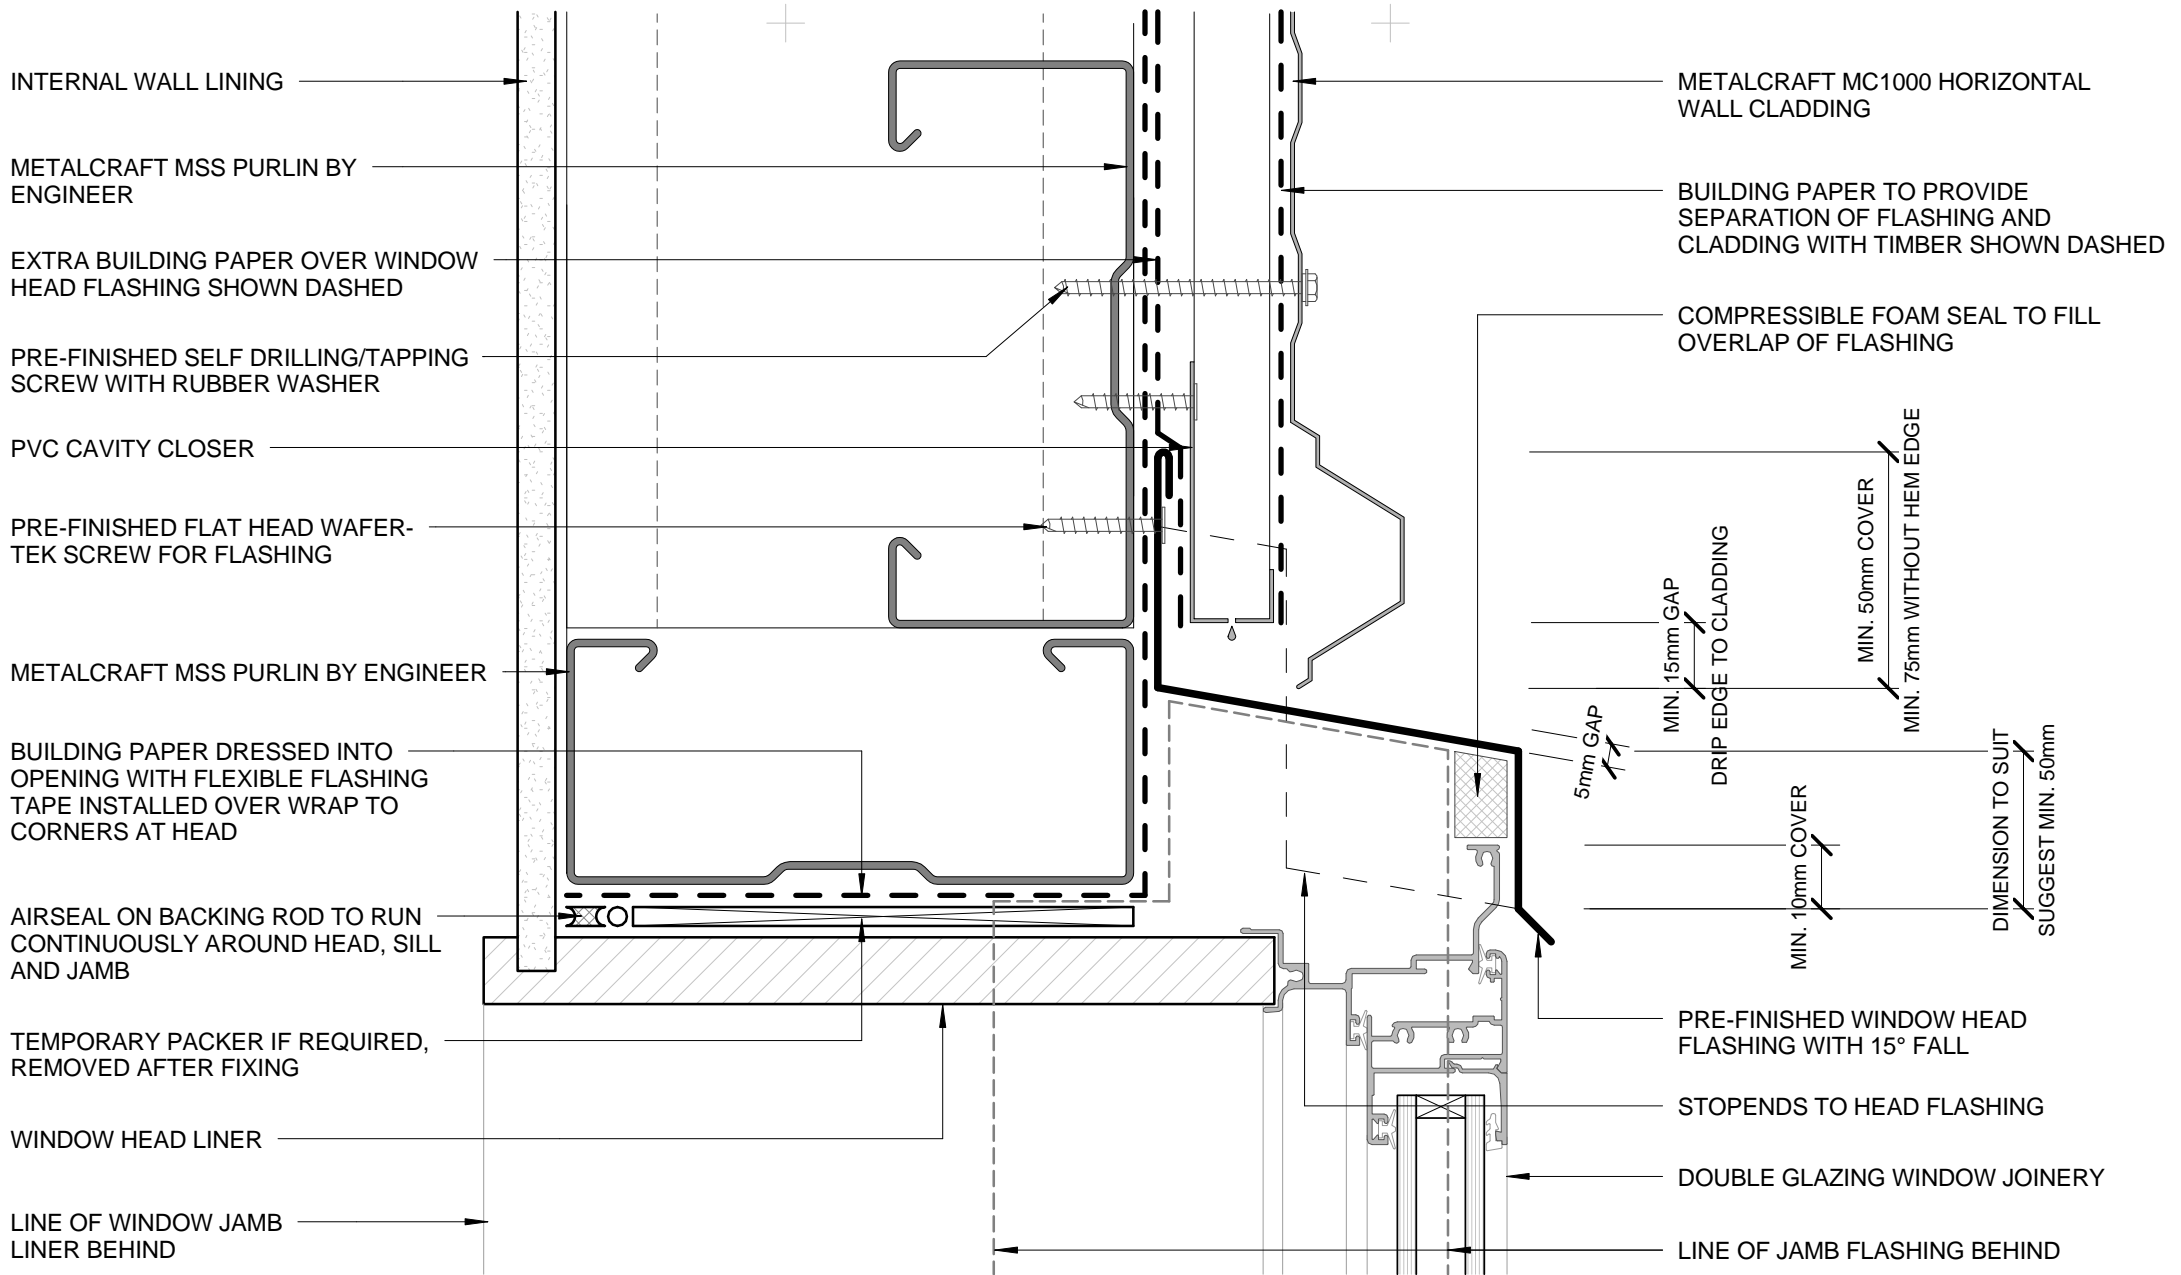 INTERNAL WALL LINING
METALCRAFT MSS PURLIN BY
ENGINEER
EXTRA BUILDING PAPER OVER WINDOW
HEAD FLASHING SHOWN DASHED
PRE-FINISHED SELF DRILLING/TAPPING
SCREW WITH RUBBER WASHER
PVC CAVITY CLOSER
PRE-FINISHED FLAT HEAD WAFER-
TEK SCREW FOR FLASHING
METALCRAFT MSS PURLIN BY ENGINEER
BUILDING PAPER DRESSED INTO
OPENING WITH FLEXIBLE FLASHING
TAPE INSTALLED OVER WRAP TO
CORNERS AT HEAD
AIRSEAL ON BACKING ROD TO RUN
CONTINUOUSLY AROUND HEAD, SILL
AND JAMB
TEMPORARY PACKER IF REQUIRED,
REMOVED AFTER FIXING
WINDOW HEAD LINER
LINE OF WINDOW JAMB
LINER BEHIND
METALCRAFT MC1000 HORIZONTAL
WALL CLADDING
BUILDING PAPER TO PROVIDE
SEPARATION OF FLASHING AND
CLADDING WITH TIMBER SHOWN DASHED
COMPRESSIBLE FOAM SEAL TO FILL
OVERLAP OF FLASHING
5mm GAP
MIN. 15mm GAP
DRIP EDGE TO CLADDING
MIN. 10mm COVER
MIN. 50mm COVER
MIN. 75mm WITHOUT HEM EDGE
DIMENSION TO SUIT
SUGGEST MIN. 50mm
PRE-FINISHED WINDOW HEAD
FLASHING WITH 15° FALL
STOPENDS TO HEAD FLASHING
DOUBLE GLAZING WINDOW JOINERY
LINE OF JAMB FLASHING BEHIND